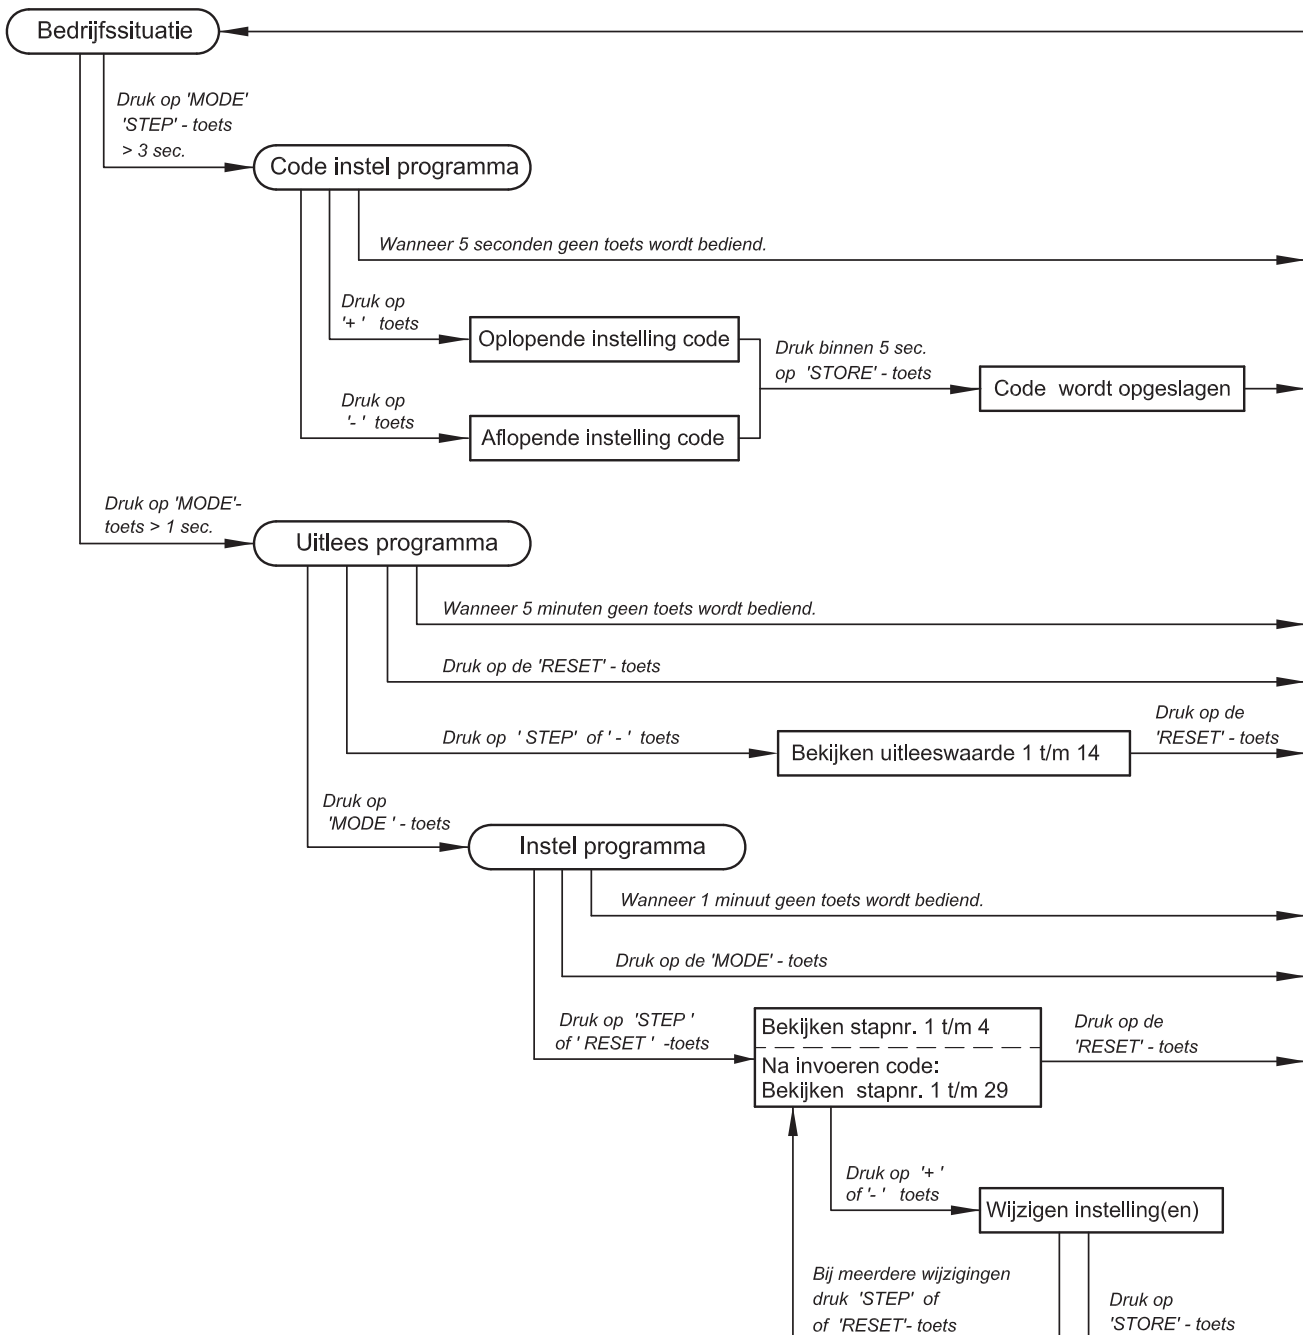 Bedrijfssituatie
Druk op 'MODE'
'STEP' - toets
> 3 sec.
Code instel programma
Wanneer 5 seconden geen toets wordt bediend.
Druk op
'+ ' toets
Oplopende instelling code
Druk binnen 5 sec.
op 'STORE' - toets
Code wordt opgeslagen
Druk op
'- ' toets
Aflopende instelling code
Druk op 'MODE'-
toets > 1 sec.
Uitlees programma
Wanneer 5 minuten geen toets wordt bediend.
Druk op de 'RESET' - toets
Druk op ' STEP' of ' - ' toets
Bekijken uitleeswaarde 1 t/m 14
Druk op de
'RESET' - toets
Druk op
'MODE ' - toets
Instel programma
Wanneer 1 minuut geen toets wordt bediend.
Druk op de 'MODE' - toets
Druk op 'STEP '
of ' RESET ' -toets
Bekijken stapnr. 1 t/m 4
Na invoeren code:
Bekijken stapnr. 1 t/m 29
Druk op de
'RESET' - toets
Druk op '+ '
of '- ' toets
Wijzigen instelling(en)
Bij meerdere wijzigingen
druk 'STEP' of
of 'RESET'- toets
Druk op
'STORE' - toets